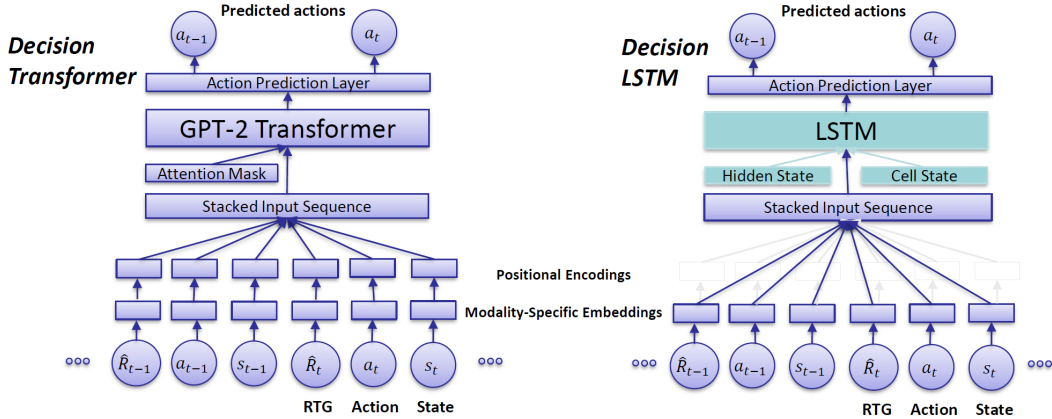 Predicted actions
Decision
Transformer
a_{t-1}
a_t
Action Prediction Layer
GPT-2 Transformer
Attention Mask
Stacked Input Sequence
R̂_{t-1}
a_{t-1}
s_{t-1}
R̂_t
a_t
s_t
RTG Action State
Positional Encodings
Modality-Specific Embeddings
Predicted actions
Decision
LSTM
a_{t-1}
a_t
Action Prediction Layer
LSTM
Hidden State
Cell State
Stacked Input Sequence
R̂_{t-1}
a_{t-1}
s_{t-1}
R̂_t
a_t
s_t
RTG Action State